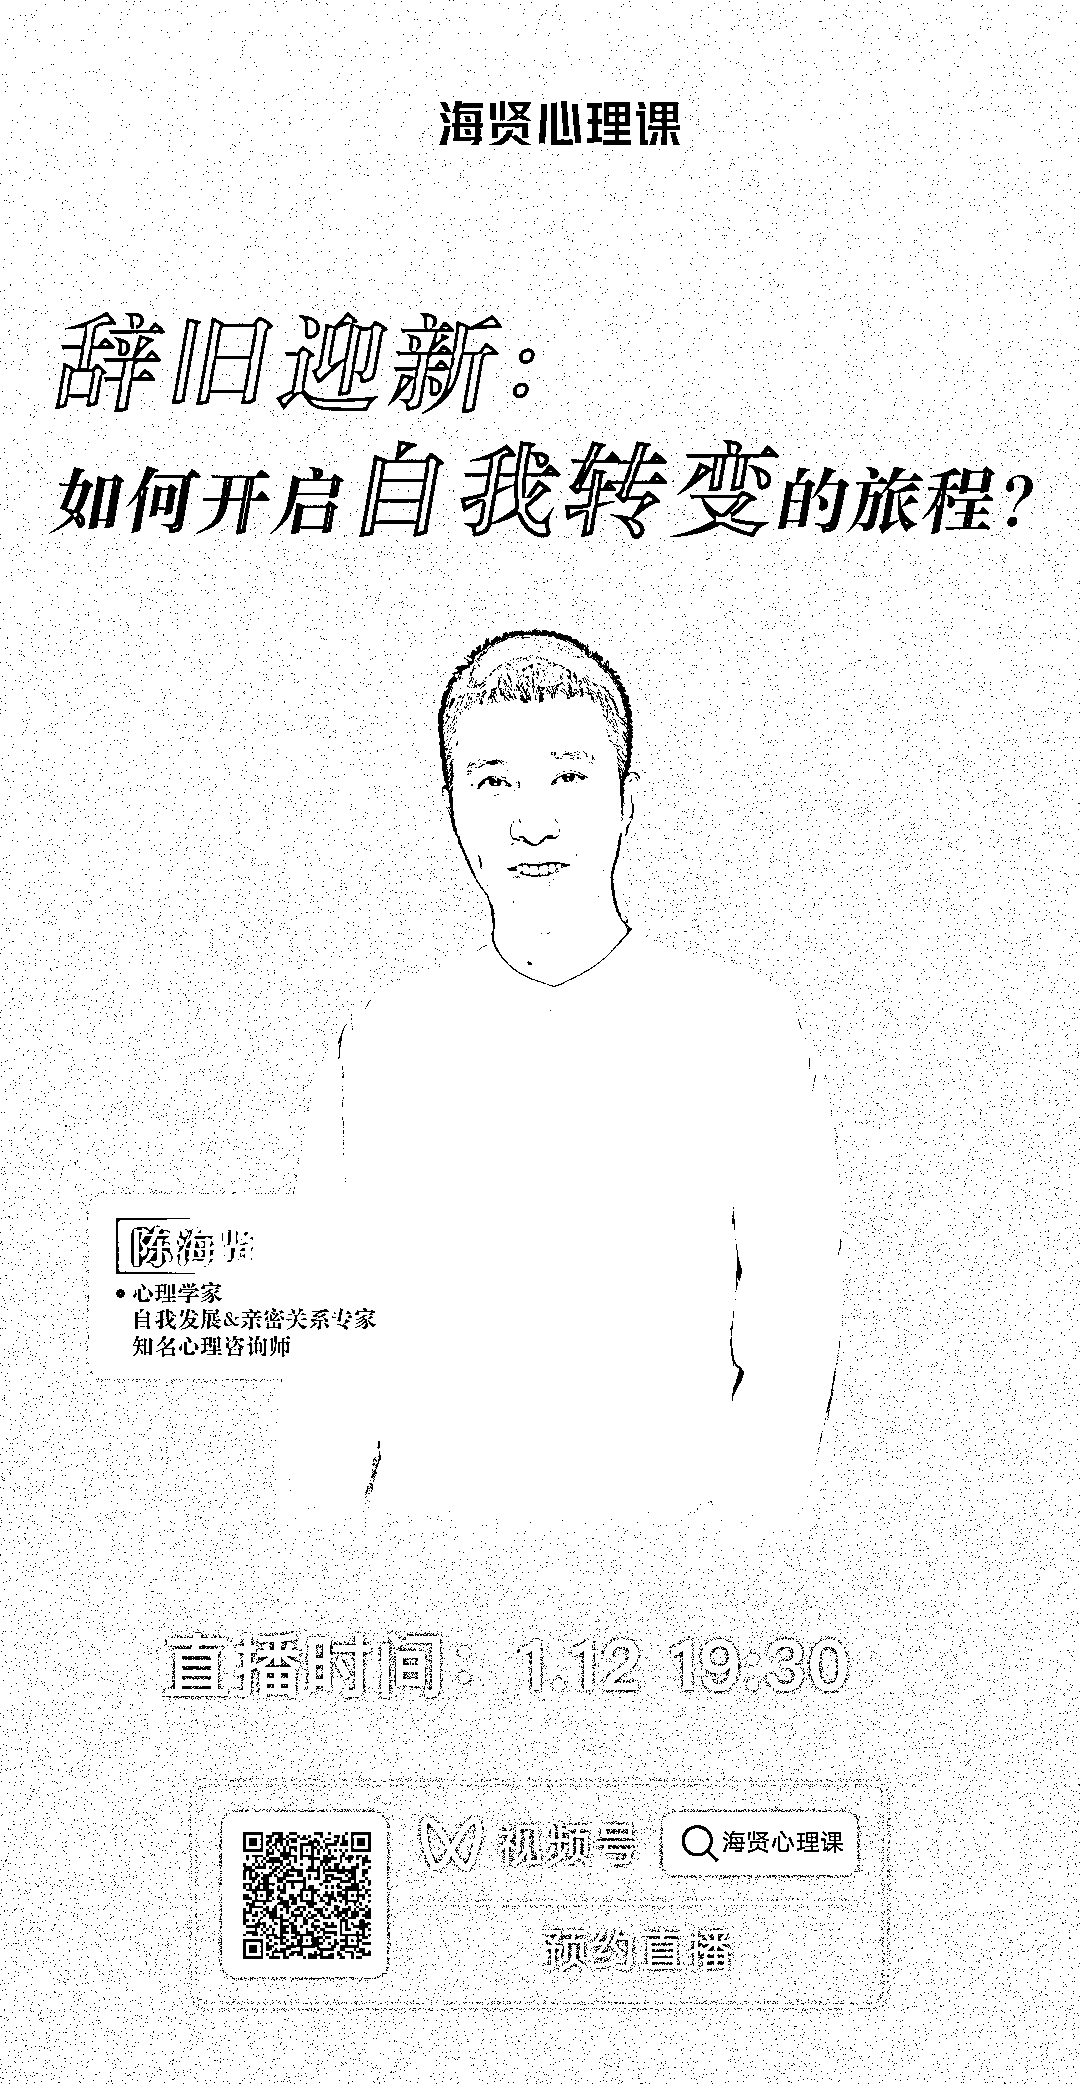 海贤心理课
辞旧迎新：
如何开启自我转变的旅程？
陈海贤
心理学家
自我发展&亲密关系专家
知名心理咨询师
直播时间：1.12 19:30
视频号
海贤心理课
预约直播